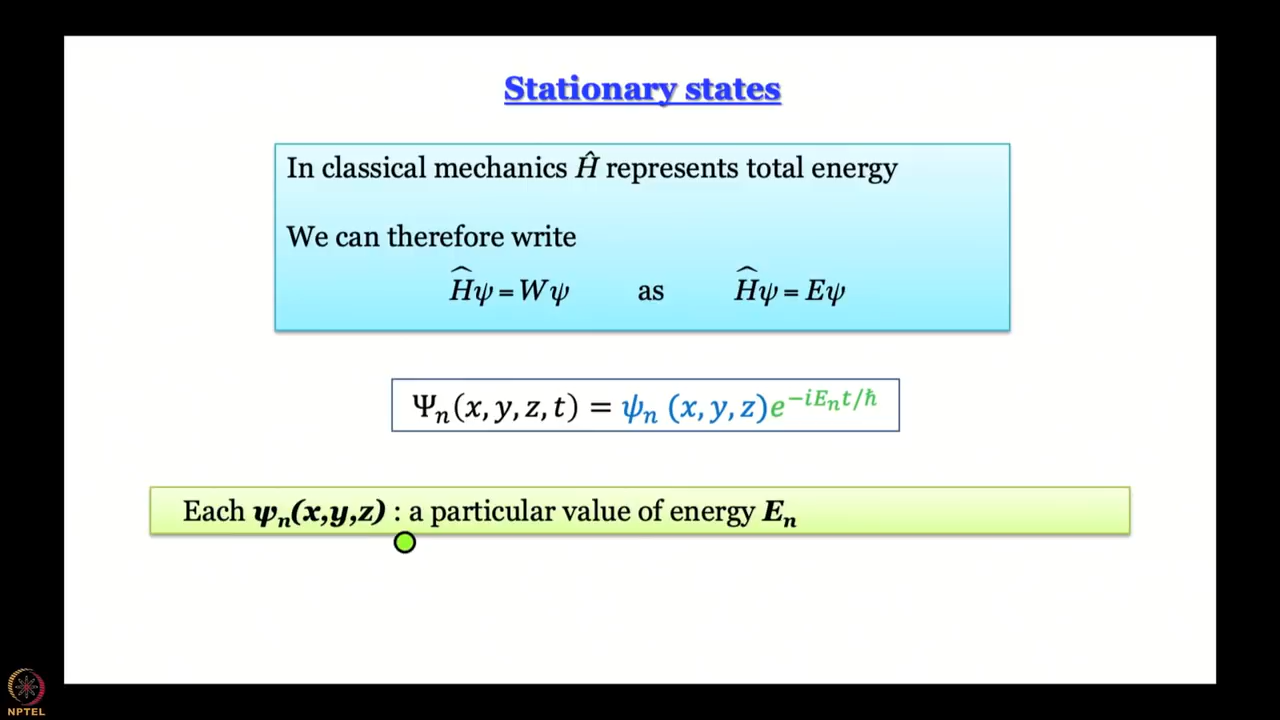 Stationary states
In classical mechanics Ĥ represents total energy
We can therefore write
Ĥψ = Wψ as Ĥψ = Eψ
Ψₙ(x, y, z, t) = ψₙ (x, y, z)e^{−iEₙt/ħ}
Each ψₙ(x,y,z) : a particular value of energy Eₙ
NPTEL